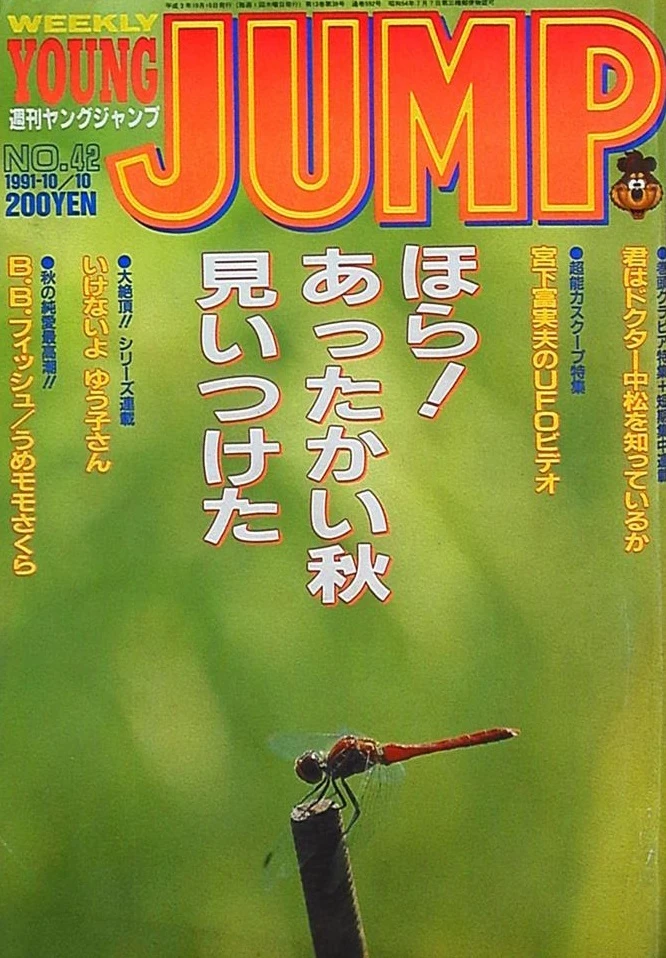 WEEKLY
YOUNG
JUMP
週刊ヤングジャンプ
NO.42
1991-10/10
200YEN
君はドクター中松を知っているか
●超能力スクープ特集
宮下富実夫のUFOビデオ
ほら!
あったかい秋
見いつけた
●大絶頂!! シリーズ連載
いけないよ ゆう子さん
●秋の純愛最高潮!!
B.B.フィッシュ/うめモモさくら